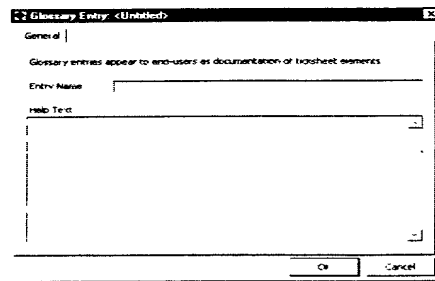 Glossary Entry: <Untitled>
General
Glossary entries appear to end-users as documentation of tipsheet elements
Entry Name
Help Text
Ok Cancel